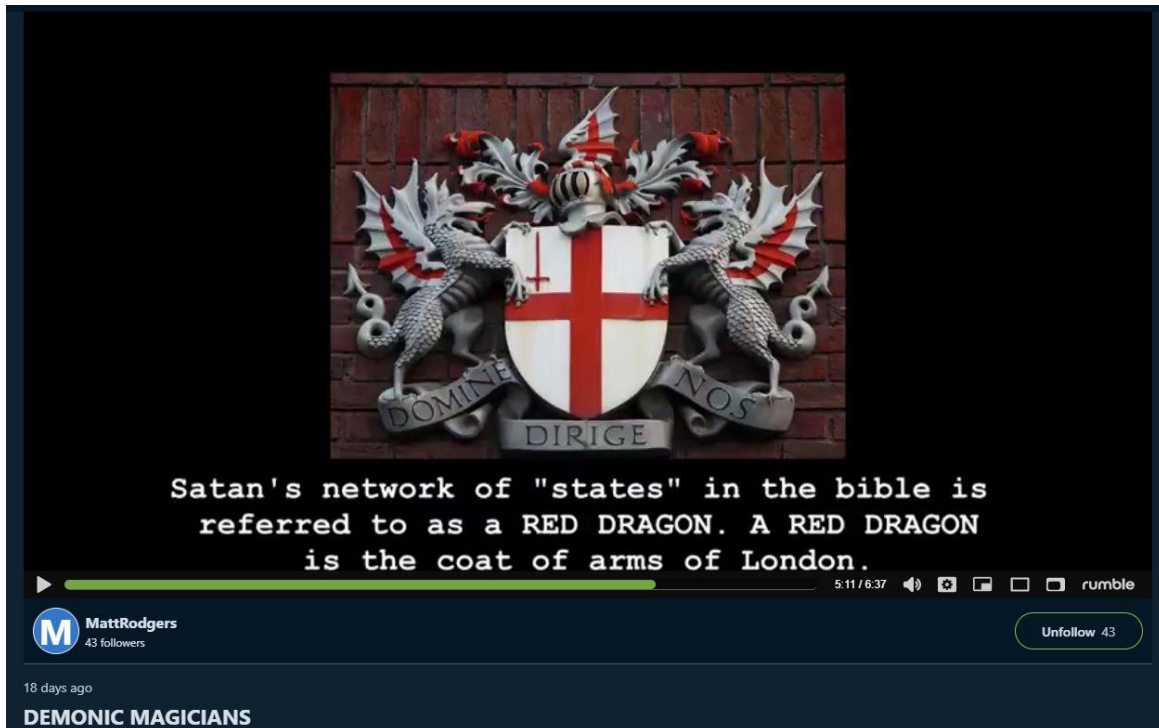 DOMINE
NOS
DIRIGE
Satan's network of "states" in the bible is
referred to as a RED DRAGON. A RED DRAGON
is the coat of arms of London.
5:11 / 6:37
rumble
M
MattRodgers
43 followers
Unfollow 43
18 days ago
DEMONIC MAGICIANS